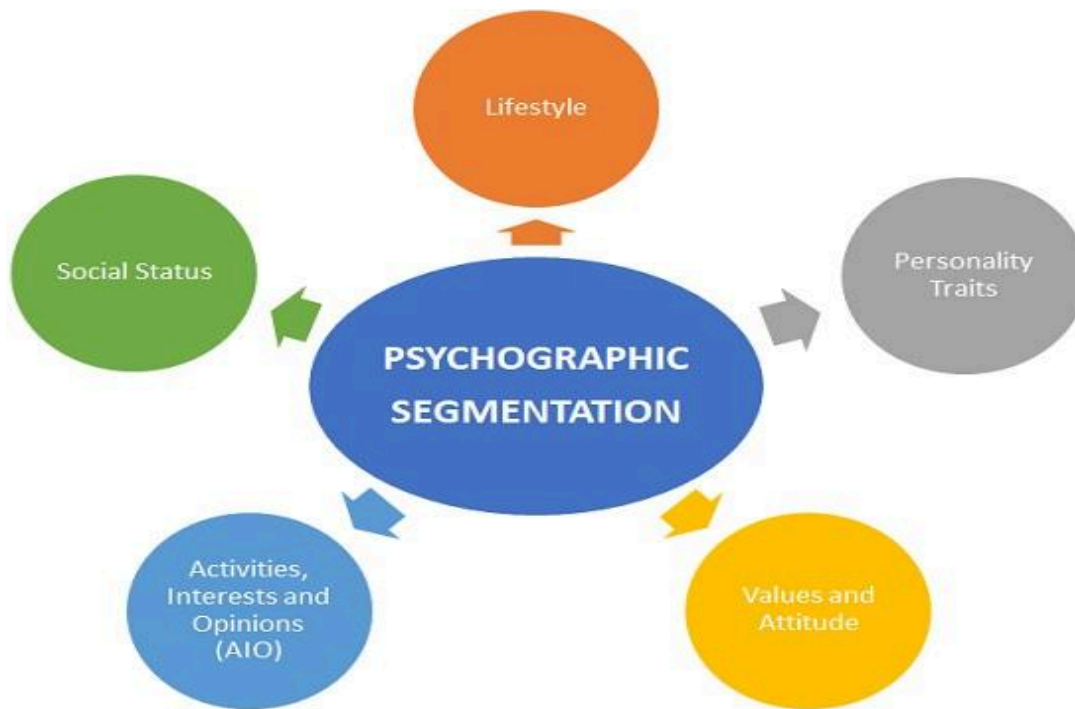 Lifestyle
Social Status
Personality
Traits
PSYCHOGRAPHIC
SEGMENTATION
Activities,
Interests and
Opinions
(AIO)
Values and
Attitude